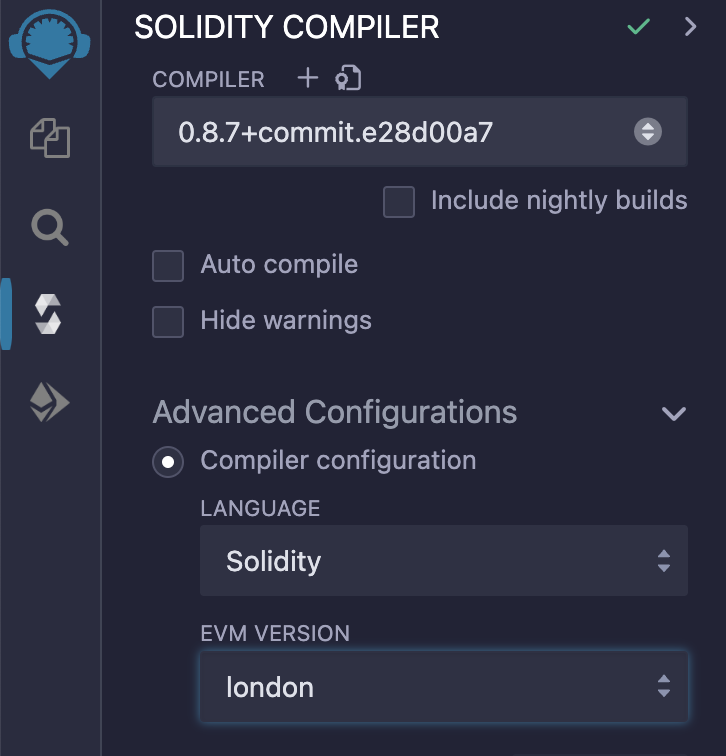 SOLIDITY COMPILER
COMPILER
0.8.7+commit.e28d00a7
Include nightly builds
Auto compile
Hide warnings
Advanced Configurations
Compiler configuration
LANGUAGE
Solidity
EVM VERSION
london